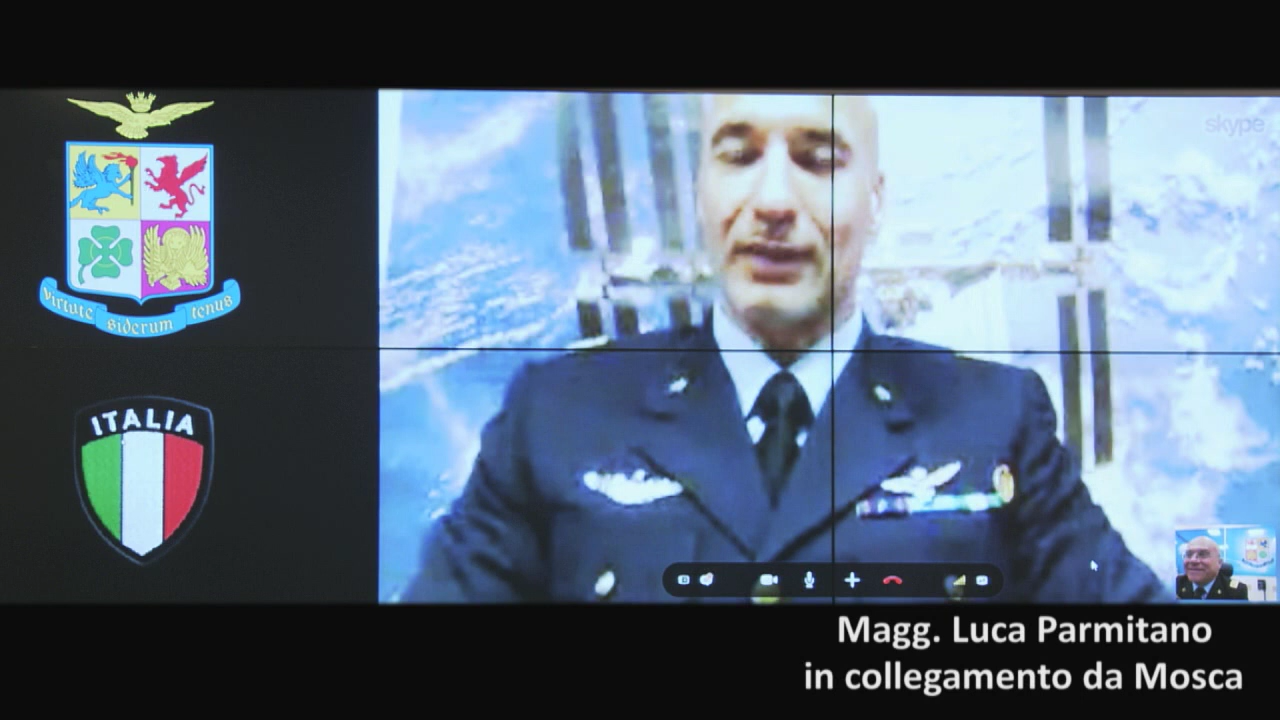 skype
virtute siderum tenus
ITALIA
Magg. Luca Parmitano
in collegamento da Mosca